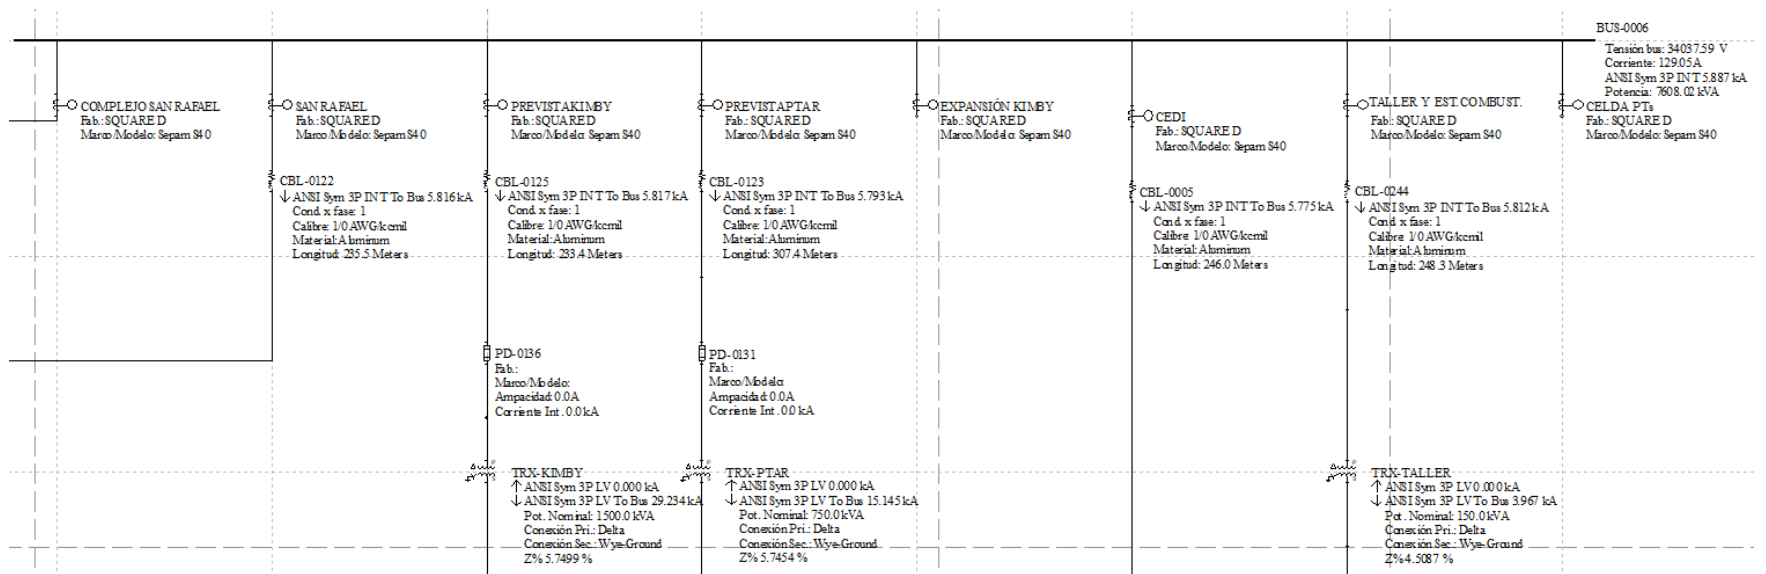 BUS-0006
Tensión bus: 34037.59 V
Corriente: 129.05 A
ANSI Sym 3P INT 5.887 kA
Potencia: 7608.02 kVA
COMPLEJO SAN RAFAEL
Fab.: SQUARE D
Marco/Modelo: Sepam S40
SAN RAFAEL
Fab.: SQUARE D
Marco/Modelo: Sepam S40
PREVISTA KIMBY
Fab.: SQUARE D
Marco/Modelo: Sepam S40
PREVISTA PTAR
Fab.: SQUARE D
Marco/Modelo: Sepam S40
EXPANSIÓN KIMBY
Fab.: SQUARE D
Marco/Modelo: Sepam S40
CEDI
Fab.: SQUARE D
Marco/Modelo: Sepam S40
TALLER Y EST.COMBUST.
Fab.: SQUARE D
Marco/Modelo: Sepam S40
CELDA PTs
Fab.: SQUARE D
Marco/Modelo: Sepam S40
CBL-0122
ANSI Sym 3P INT To Bus 5.816 kA
Cond. x fase: 1
Calibre: 1/0 AWG/kcmil
Material: Aluminum
Longitud: 235.5 Meters
CBL-0125
ANSI Sym 3P INT To Bus 5.817 kA
Cond. x fase: 1
Calibre: 1/0 AWG/kcmil
Material: Aluminum
Longitud: 233.4 Meters
CBL-0123
ANSI Sym 3P INT To Bus 5.793 kA
Cond. x fase: 1
Calibre: 1/0 AWG/kcmil
Material: Aluminum
Longitud: 307.4 Meters
CBL-0005
ANSI Sym 3P INT To Bus 5.775 kA
Cond. x fase: 1
Calibre: 1/0 AWG/kcmil
Material: Aluminum
Longitud: 246.0 Meters
CBL-0244
ANSI Sym 3P INT To Bus 5.812 kA
Cond. x fase: 1
Calibre: 1/0 AWG/kcmil
Material: Aluminum
Longitud: 248.3 Meters
PD-0136
Fab.:
Marco/Modelo:
Ampacidad: 0.0 A
Corriente Int. 0.0 kA
PD-0131
Fab.:
Marco/Modelo:
Ampacidad: 0.0 A
Corriente Int. 0.0 kA
TRX-KIMBY
ANSI Sym 3P LV 0.000 kA
ANSI Sym 3P LV To Bus 29.234 kA
Pot. Nominal: 1500.0 kVA
Conexión Pri.: Delta
Conexión Sec.: Wye-Ground
Z% 5.7499 %
TRX-PTAR
ANSI Sym 3P LV 0.000 kA
ANSI Sym 3P LV To Bus 15.145 kA
Pot. Nominal: 750.0 kVA
Conexión Pri.: Delta
Conexión Sec.: Wye-Ground
Z% 5.7454 %
TRX-TALLER
ANSI Sym 3P LV 0.000 kA
ANSI Sym 3P LV To Bus 3.967 kA
Pot. Nominal: 150.0 kVA
Conexión Pri.: Delta
Conexión Sec.: Wye-Ground
Z% 4.5087 %